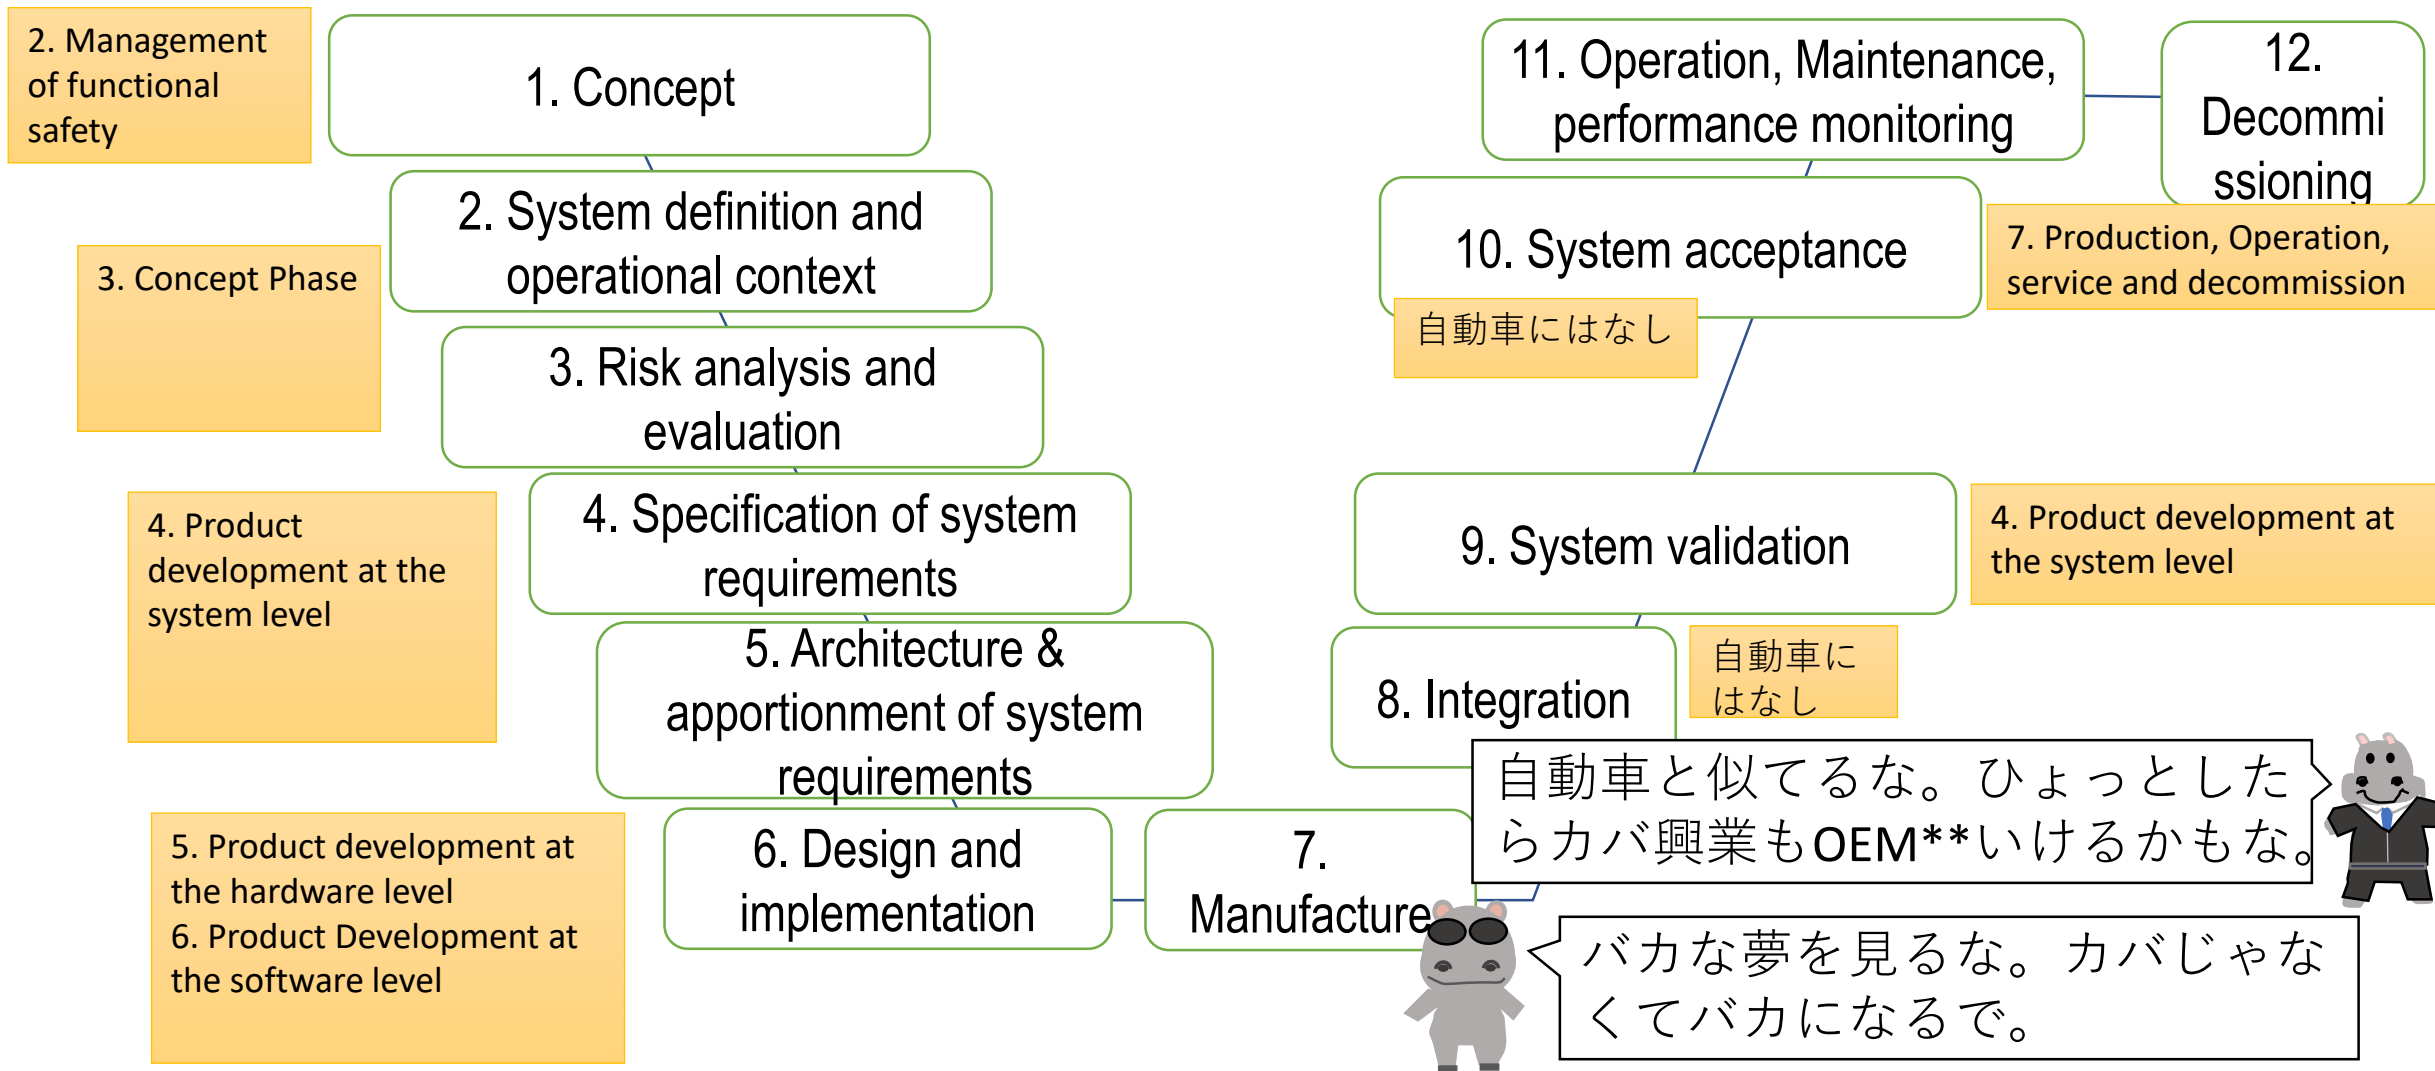 2. Management
of functional
safety
1. Concept
2. System definition and
operational context
3. Concept Phase
3. Risk analysis and
evaluation
4. Product
development at the
system level
4. Specification of system
requirements
5. Architecture &
apportionment of system
requirements
5. Product development at
the hardware level
6. Product Development at
the software level
6. Design and
implementation
7.
Manufacture
8. Integration
自動車に
はなし
9. System validation
4. Product development at
the system level
10. System acceptance
自動車にはなし
7. Production, Operation,
service and decommission
11. Operation, Maintenance,
performance monitoring
12.
Decommi
ssioning
自動車と似てるな。ひょっとした
らカバ興業もOEM**いけるかもな。
バカな夢を見るな。カバじゃな
くてバカになるで。